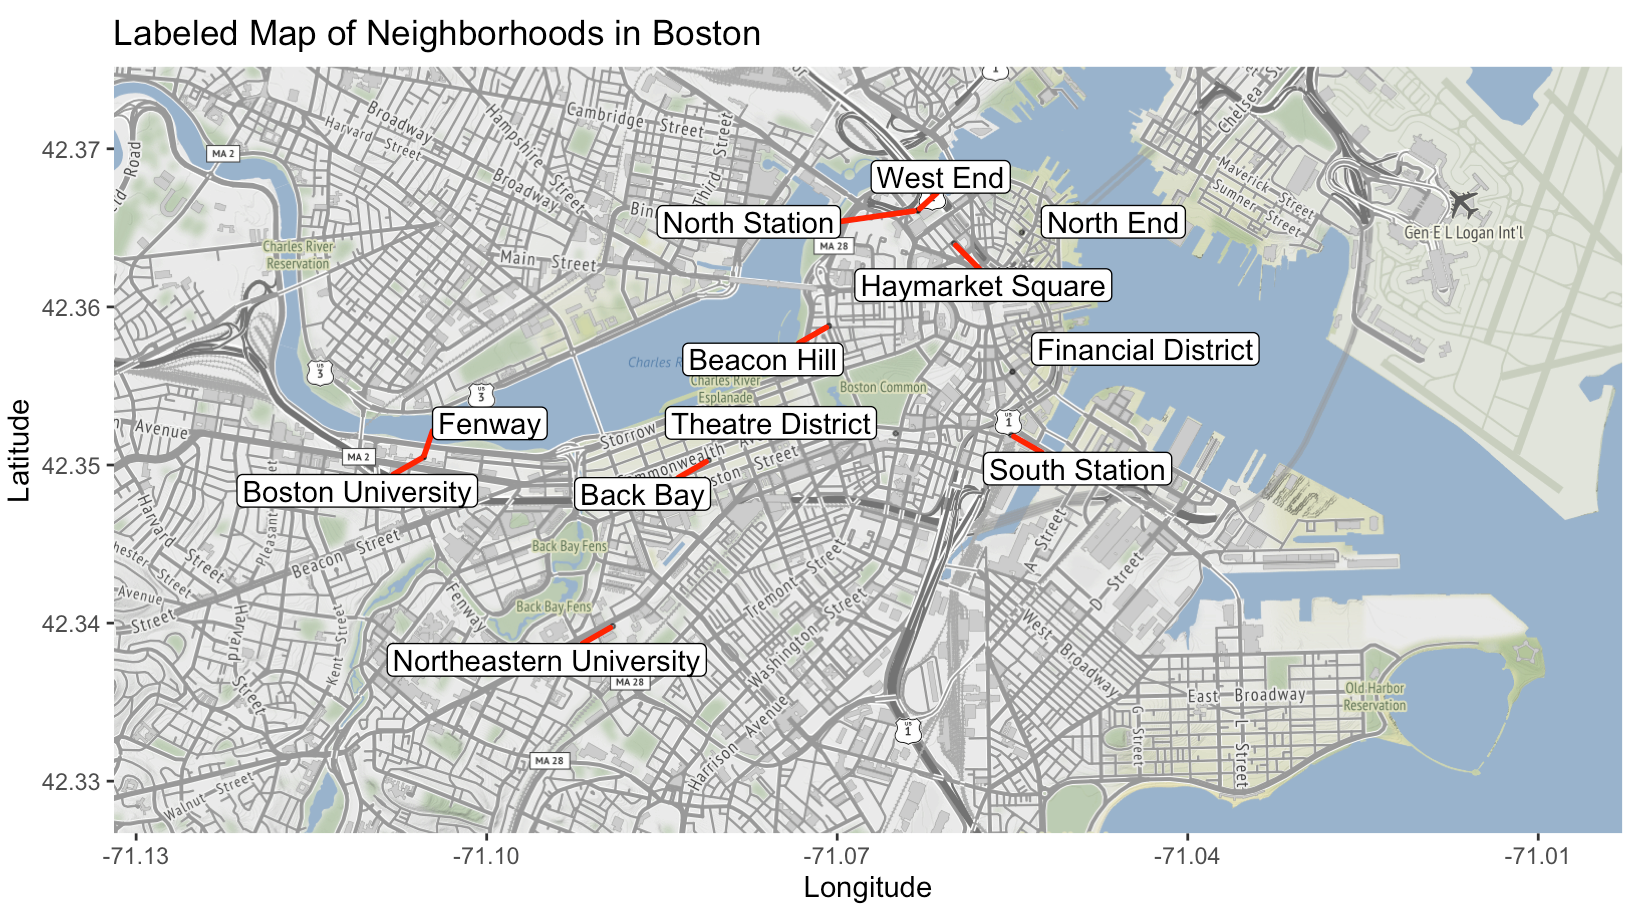 Labeled Map of Neighborhoods in Boston
Latitude
42.37
42.36
42.35
42.34
42.33
1
Cambridge Street
Broadway
Harvard Street
Hampshire Street
Third Street
Chelsea
Road
MA 2
Broadway
West End
Maverick Street
Sumner Street
North Station
North End
MA 28
Gen E L Logan Int'l
Charles River
Reservation
Main Street
Haymarket Square
Beacon Hill
Financial District
US
3
Charles
Charles River
Esplanade
Boston Common
US
3
Fenway
Theatre District
US
1
Avenue
Storrow
MA 2
South Station
Boston University
Back Bay
Harvard Street
Pleasant
Beacon Street
Back Bay Fens
A Street
D Street
Tremont Street
Avenue
Street
Fenway
Back Bay Fens
Washington Street
West Broadway
Harvard Street
Kent Street
Northeastern University
MA 28
East Broadway
Old Harbor
Reservation
G Street
L Street
US
1
Harrison Avenue
MA 28
Walnut Street
-71.13
-71.10
-71.07
-71.04
-71.01
Longitude